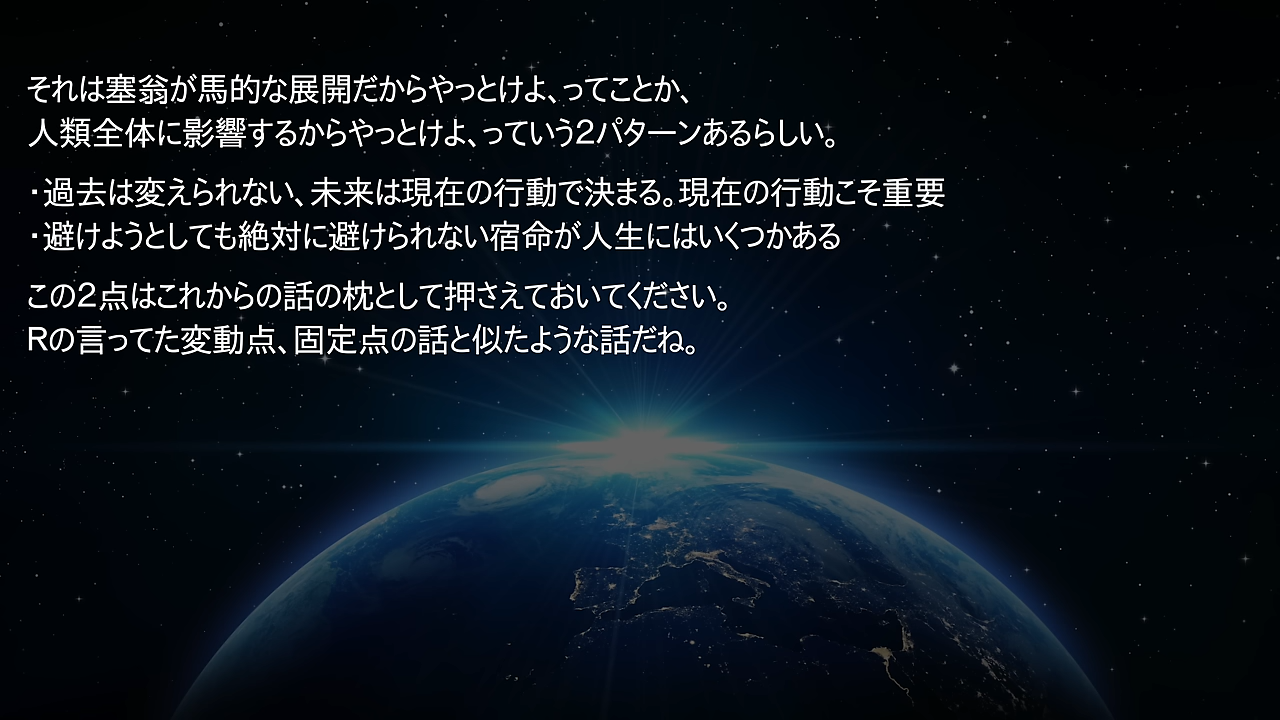 それは塞翁が馬的な展開だからやっとけよ、ってことか、
人類全体に影響するからやっとけよ、っていう2パターンあるらしい。
・過去は変えられない、未来は現在の行動で決まる。現在の行動こそ重要
・避けようとしても絶対に避けられない宿命が人生にはいくつかある
この2点はこれからの話の枕として押さえておいてください。
Rの言ってた変動点、固定点の話と似たような話だね。